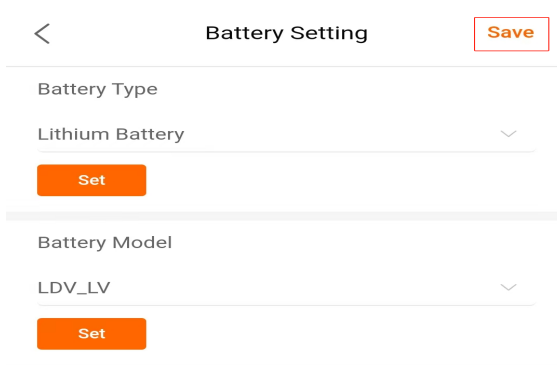 Battery Setting
Save
Battery Type
Lithium Battery
Set
Battery Model
LDV_LV
Set